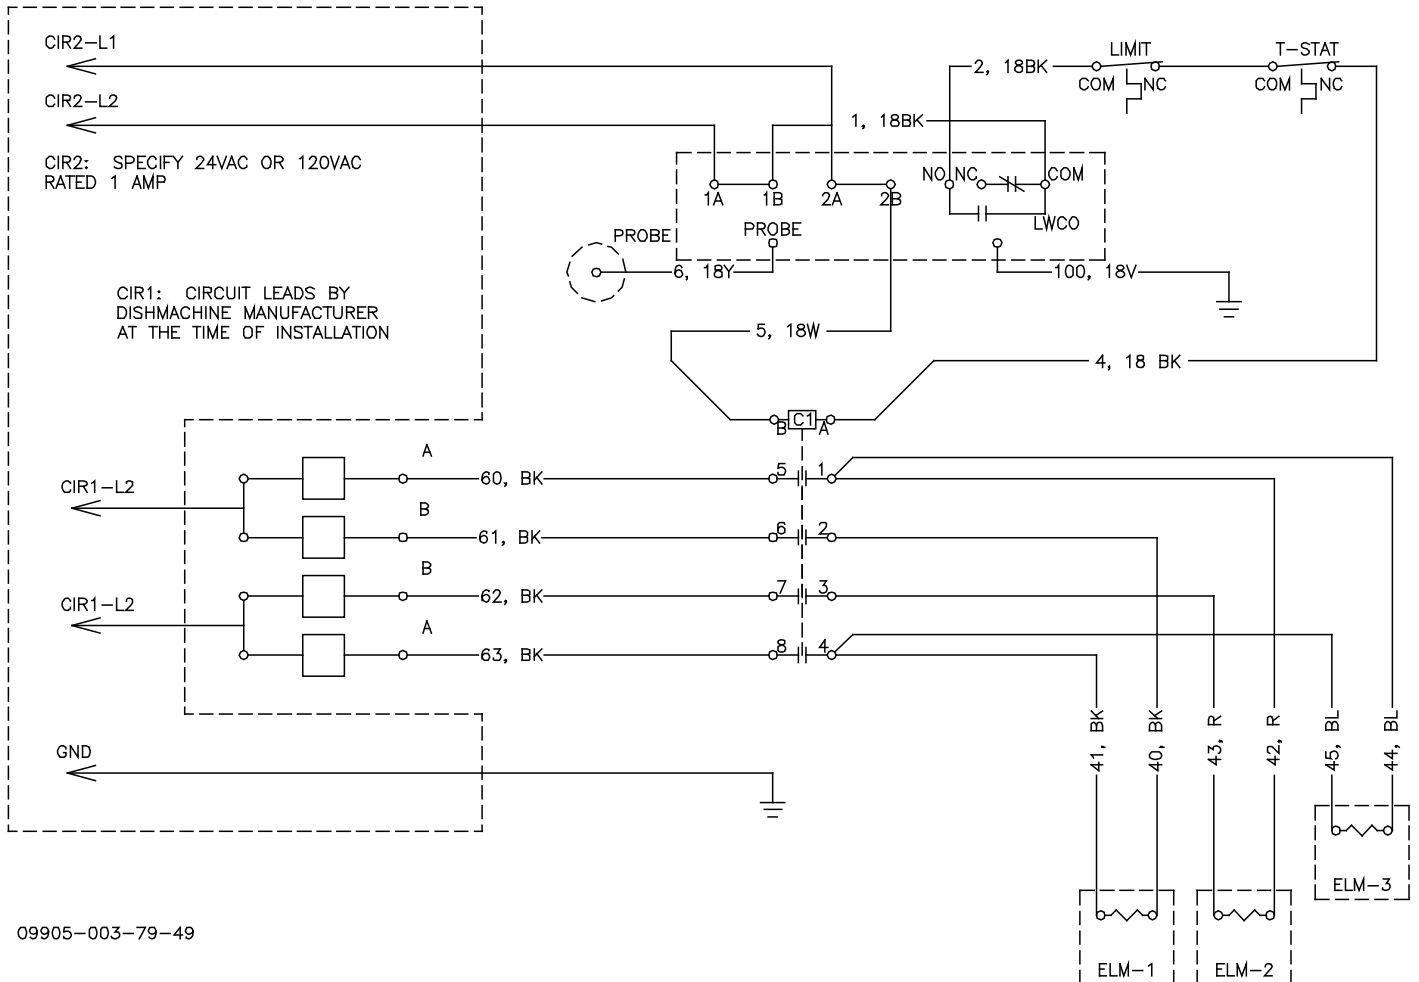 CIR2-L1
CIR2-L2
CIR2: SPECIFY 24VAC OR 120VAC
RATED 1 AMP
LIMIT
T-STAT
2, 18BK
COM
NC
COM
NC
1, 18BK
NO
NC
COM
1A
1B
2A
2B
LWCO
PROBE
PROBE
6, 18Y
100, 18V
CIR1: CIRCUIT LEADS BY
DISHMACHINE MANUFACTURER
AT THE TIME OF INSTALLATION
5, 18W
4, 18 BK
C1
B
A
A
60, BK
5
1
CIR1-L2
B
61, BK
6
2
B
62, BK
7
3
CIR1-L2
A
63, BK
8
4
GND
41, BK
40, BK
43, R
42, R
45, BL
44, BL
ELM-3
ELM-1
ELM-2
09905-003-79-49